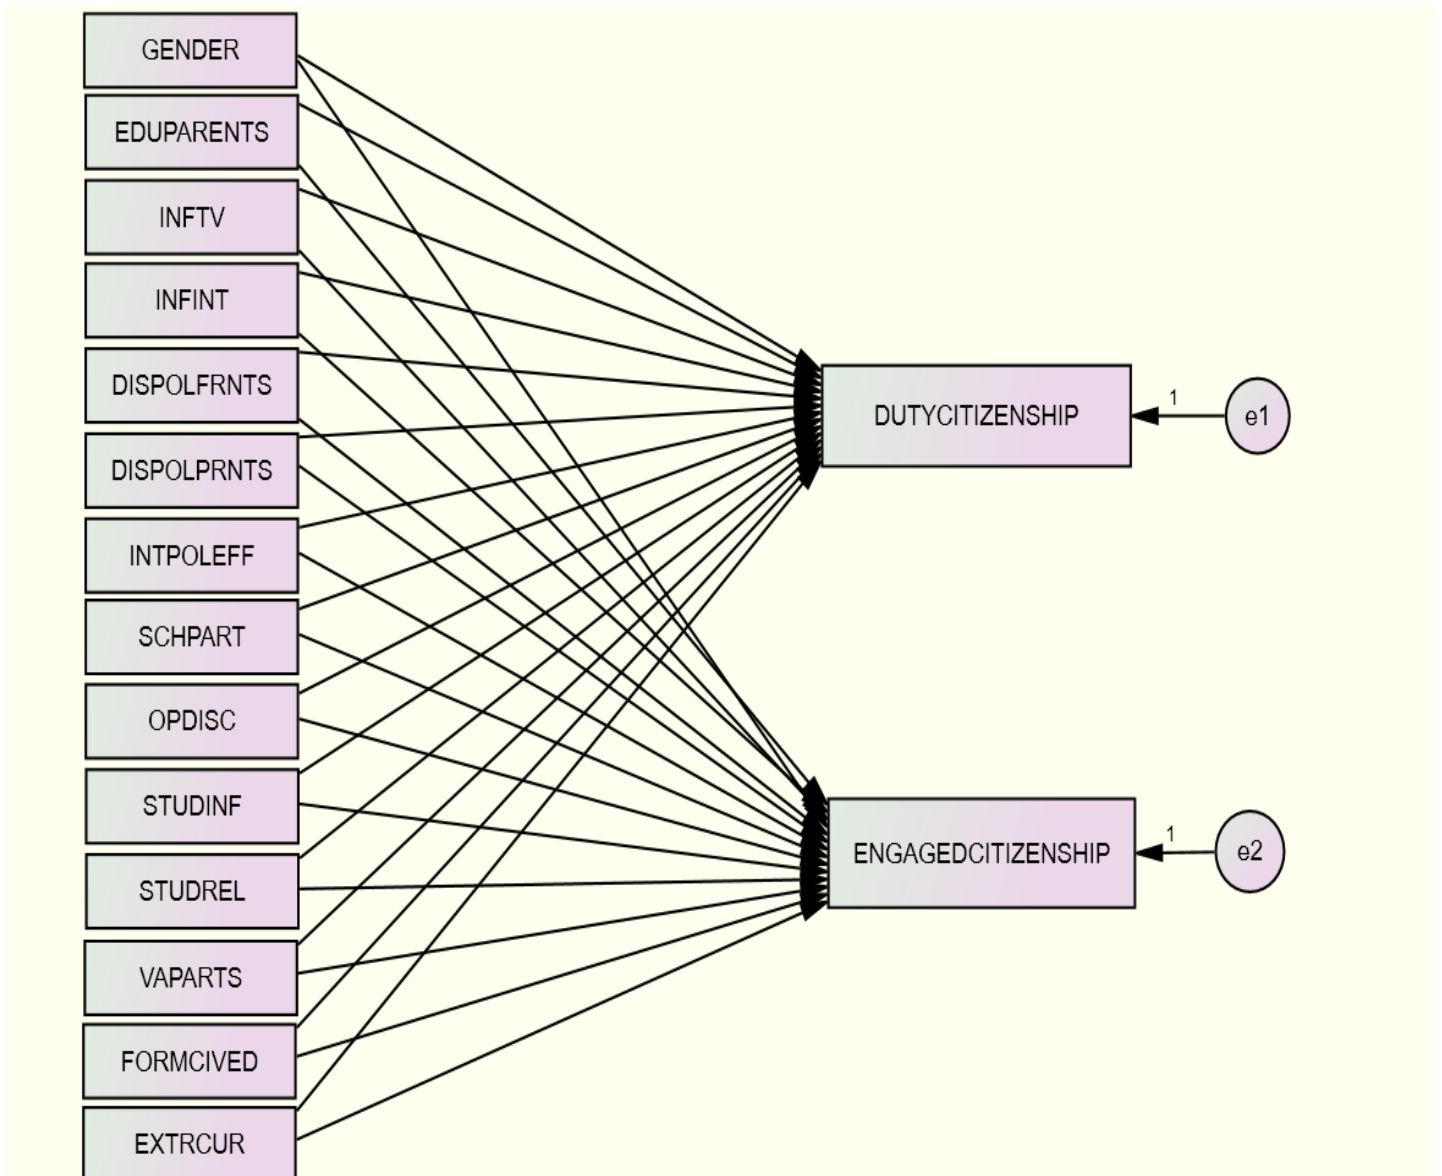 GENDER
EDUPARENTS
INFTV
INFINT
DISPOLFRNTS
DISPOLPRNTS
INTPOLEFF
SCHPART
OPDISC
STUDINF
STUDREL
VAPARTS
FORMCIVED
EXTRCUR
DUTYCITIZENSHIP
1
e1
ENGAGEDCITIZENSHIP
1
e2